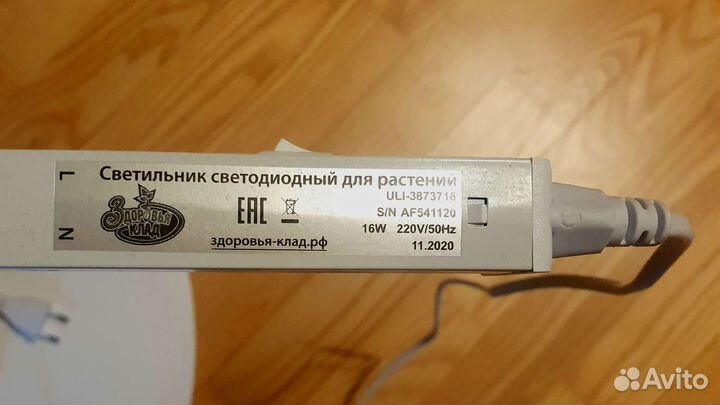 Светильник светодиодный для растений
ULI-3873716
S/N AF541120
16W 220V/50Hz
11.2020
ЗДОРОВЬЯ КЛАД
EAC
здоровья-клад.рф
L
N
Avito